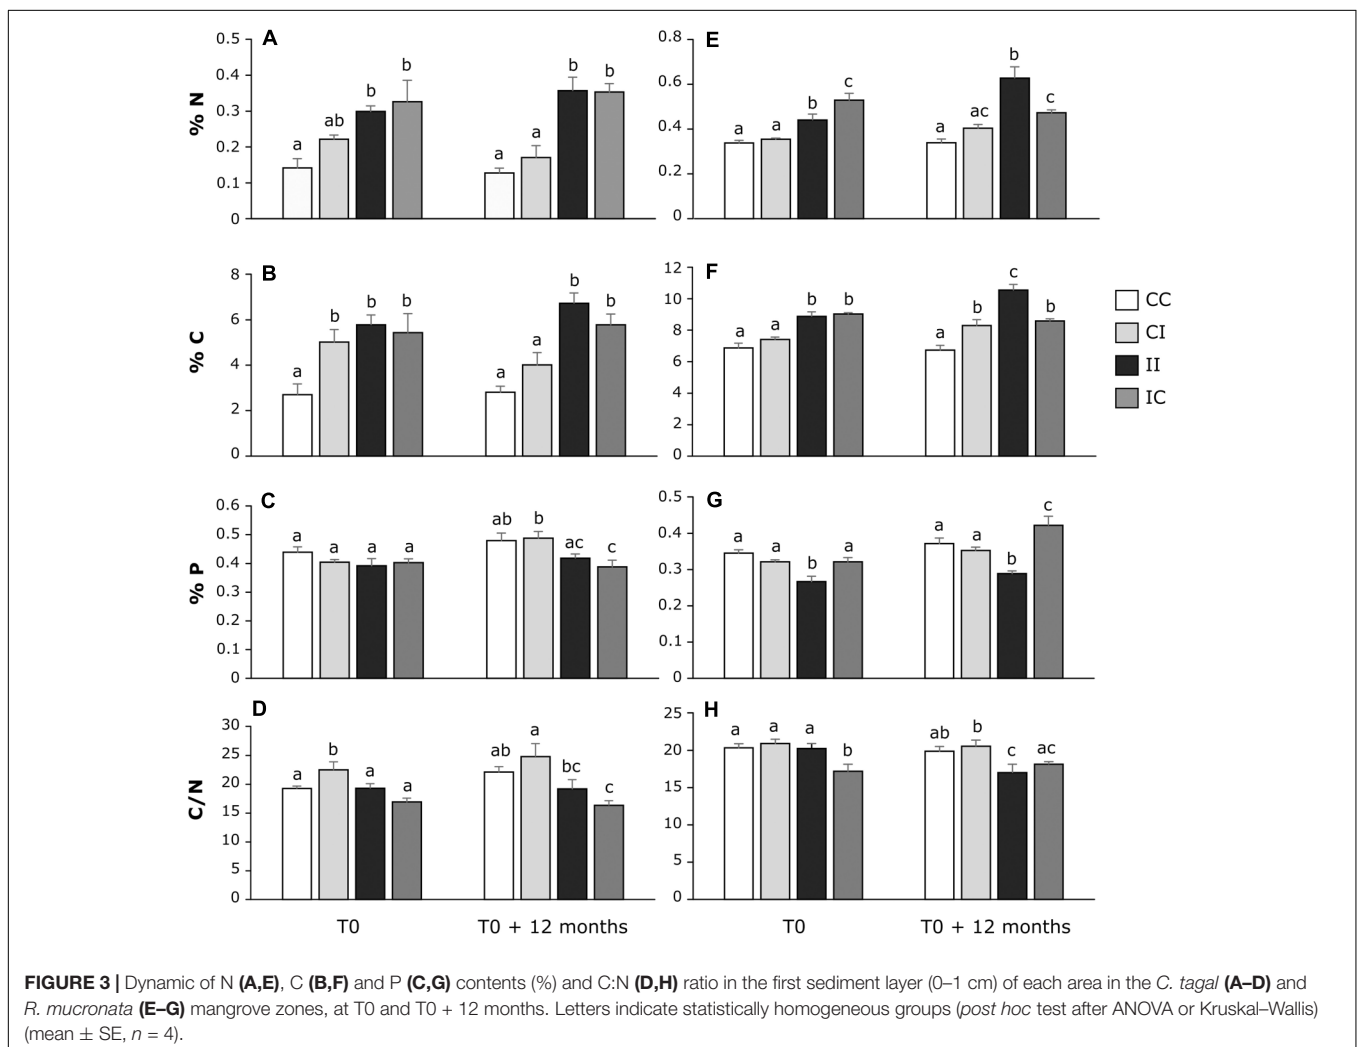 A
% N
0.5
0.4
0.3
0.2
0.1
0
a ab b b
a a b b
E
0.8
0.6
0.4
0.2
0
a a b c
a ac b c
B
% C
8
6
4
2
0
a b b b
a a b b
F
12
10
8
6
4
2
0
a a b b
a b c b
CC
CI
II
IC
C
% P
0.6
0.5
0.4
0.3
0.2
0.1
0
a a a a
ab b ac c
G
0.5
0.4
0.3
0.2
0.1
0
a a b a
a a b c
D
C/N
30
25
20
15
10
5
0
a b a a
ab a bc c
T0 T0 + 12 months
H
25
20
15
10
5
0
a a a b
ab b c ac
T0 T0 + 12 months
FIGURE 3 | Dynamic of N (A,E), C (B,F) and P (C,G) contents (%) and C:N (D,H) ratio in the first sediment layer (0–1 cm) of each area in the C. tagal (A–D) and
R. mucronata (E–G) mangrove zones, at T0 and T0 + 12 months. Letters indicate statistically homogeneous groups (post hoc test after ANOVA or Kruskal–Wallis)
(mean ± SE, n = 4).